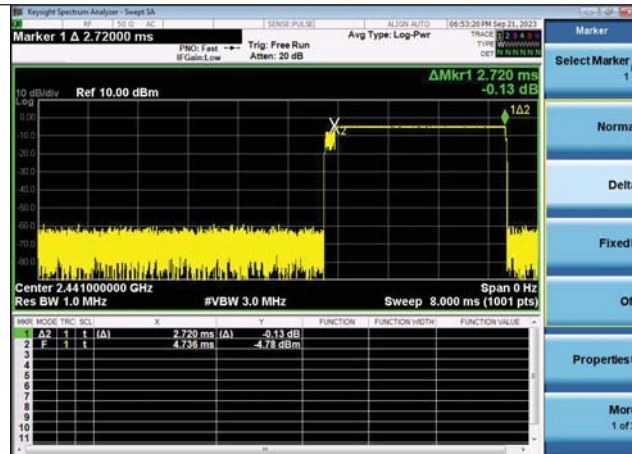 Keysight Spectrum Analyzer - Swept SA
RF 50 Ω AC SENSE:PULSE ALIGN AUTO 06:53:20 PM Sep 21, 2023
Marker 1 Δ 2.72000 ms
PNO: Fast
IFGain:Low
Trig: Free Run
Atten: 20 dB
Avg Type: Log-Pwr
TRACE 1 2 3 4 5 6
TYPE
DET N N N N N N
ΔMkr1 2.720 ms
-0.13 dB
10 dB/div Ref 10.00 dBm
Log
0.00
-10.0
-20.0
-30.0
-40.0
-50.0
-60.0
-70.0
-80.0
X2
1Δ2
Center 2.441000000 GHz Span 0 Hz
Res BW 1.0 MHz #VBW 3.0 MHz Sweep 8.000 ms (1001 pts)
MKR MODE TRC SCL X Y FUNCTION FUNCTION WIDTH FUNCTION VALUE
1 Δ2 1 t (Δ) 2.720 ms (Δ) -0.13 dB
2 F 1 t 4.736 ms -4.78 dBm
3
4
5
6
7
8
9
10
11
Marker
Select Marker
1
Norma
Delt
Fixed
Of
Properties
Mor
1 of